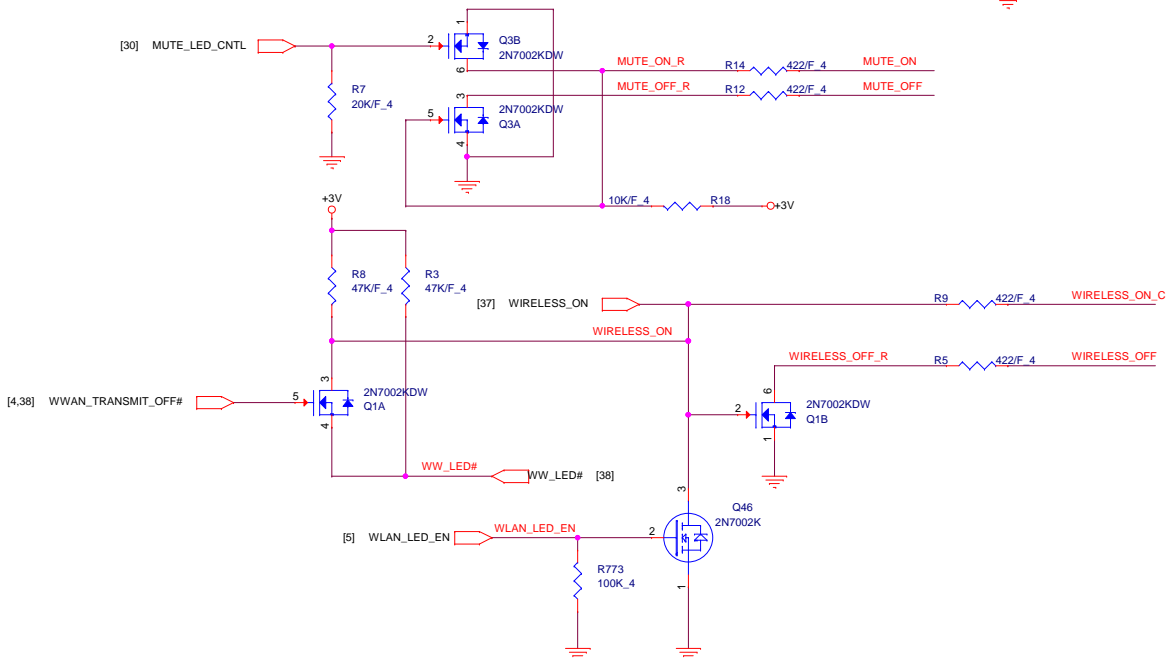 1
[30] MUTE_LED_CNTL
2
Q3B
2N7002KDW
6
MUTE_ON_R
R14
422/F_4
MUTE_ON
R7
20K/F_4
3
MUTE_OFF_R
R12
422/F_4
MUTE_OFF
5
2N7002KDW
Q3A
4
+3V
10K/F_4
R18
+3V
R8
47K/F_4
R3
47K/F_4
[37] WIRELESS_ON
R9
422/F_4
WIRELESS_ON_C
WIRELESS_ON
WIRELESS_OFF_R
R5
422/F_4
WIRELESS_OFF
3
[4,38] WWAN_TRANSMIT_OFF#
5
2N7002KDW
Q1A
4
6
2
2N7002KDW
Q1B
1
WW_LED#
WW_LED# [38]
3
Q46
2N7002K
[5] WLAN_LED_EN
WLAN_LED_EN
2
R773
100K_4
1